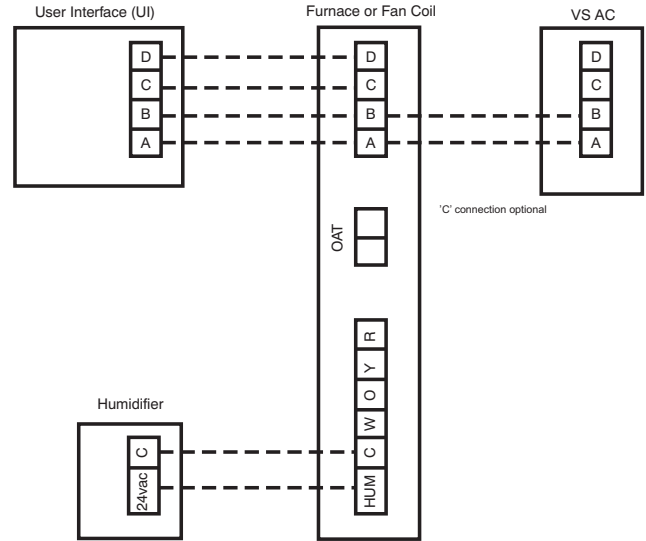 User Interface (UI)
D
C
B
A
Furnace or Fan Coil
D
C
B
A
OAT
R
Y
O
W
C
HUM
VS AC
D
C
B
A
'C' connection optional
Humidifier
C
24vac